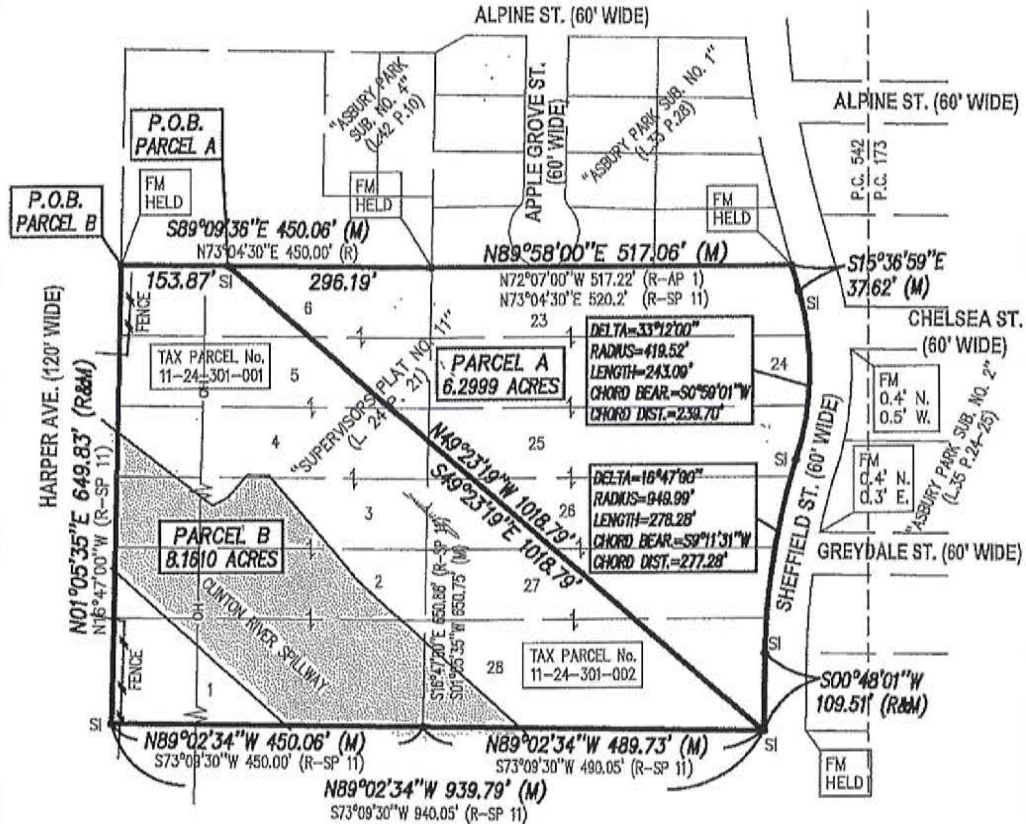 ALPINE ST. (60' WIDE)
"ASBURY PARK
SUB. NO. 4"
(L.42 P.10)
APPLE GROVE ST.
(60' WIDE)
"ASBURY PARK SUB. NO. 1"
(L.35 P.28)
ALPINE ST. (60' WIDE)
P.C. 542
P.C. 173
P.O.B.
PARCEL A
P.O.B.
PARCEL B
FM
HELD
FM
HELD
FM
HELD
S89°09'36"E 450.06' (M)
N73°04'30"E 450.00' (R)
N89°58'00"E 517.06' (M)
N72°07'00"W 517.22' (R-AP 1)
N73°04'30"E 520.2' (R-SP 11)
S15°36'59"E
37.62' (M)
153.87'
SI
296.19'
SI
CHELSEA ST.
(60' WIDE)
HARPER AVE. (120' WIDE)
FENCE
6
23
24
5
25
4
26
3
27
2
28
1
TAX PARCEL No.
11-24-301-001
"SUPERVISORS PLAT NO. 11"
(L. 24 P. 21)
PARCEL A
6.2999 ACRES
DELTA=33°12'00"
RADIUS=419.52'
LENGTH=243.09'
CHORD BEAR.=S0°59'01"W
CHORD DIST.=239.70'
FM
0.4' N.
0.5' W.
FM
0.4' N.
0.3' E.
"ASBURY PARK SUB. NO. 2"
(L.35 P.24-25)
N01°05'35"E 649.83' (R&M)
N16°47'00"W (R-SP 11)
OH
N49°23'19"W 1018.79'
S49°23'19"E 1018.79'
SI
DELTA=16°47'00"
RADIUS=949.99'
LENGTH=278.28'
CHORD BEAR.=S9°11'31"W
CHORD DIST.=277.28'
SHEFFIELD ST. (60' WIDE)
GREYDALE ST. (60' WIDE)
PARCEL B
8.1610 ACRES
CLINTON RIVER SPILLWAY
OH
S01°05'35"W 650.75' (M)
TAX PARCEL No.
11-24-301-002
FENCE
SI
S00°48'01"W
109.51' (R&M)
SI
SI
N89°02'34"W 450.06' (M)
S73°09'30"W 450.00' (R-SP 11)
N89°02'34"W 489.73' (M)
S73°09'30"W 490.05' (R-SP 11)
N89°02'34"W 939.79' (M)
S73°09'30"W 940.05' (R-SP 11)
FM
HELD